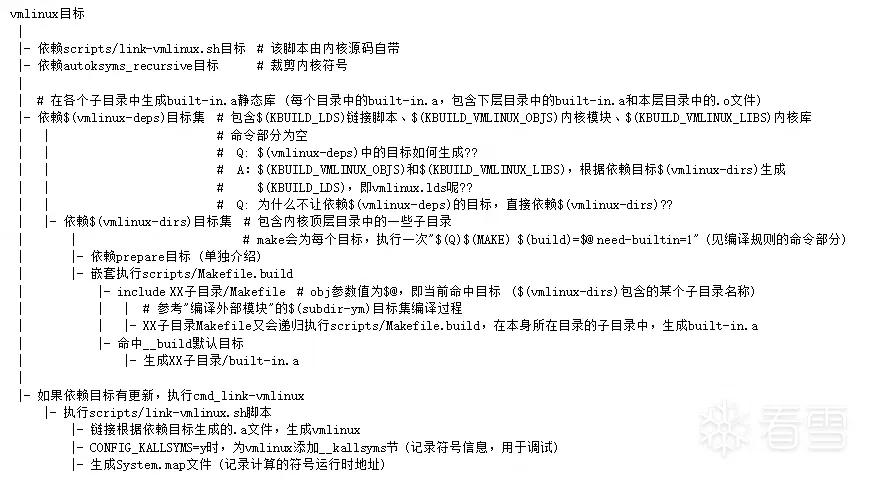 vmlinux目标
|
|- 依赖scripts/link-vmlinux.sh目标 # 该脚本由内核源码自带
|- 依赖autoksyms_recursive目标 # 裁剪内核符号
|
| # 在各个子目录中生成built-in.a静态库 (每个目录中的built-in.a, 包含下层目录中的built-in.a和本层目录中的.o文件)
|- 依赖$(vmlinux-deps)目标集 # 包含$(KBUILD_LDS)链接脚本、$(KBUILD_VMLINUX_OBJS)内核模块、$(KBUILD_VMLINUX_LIBS)内核库
| | # 命令部分为空
| | # Q: $(vmlinux-deps)中的目标如何生成??
| | # A: $(KBUILD_VMLINUX_OBJS)和$(KBUILD_VMLINUX_LIBS), 根据依赖目标$(vmlinux-dirs)生成
| | # $(KBUILD_LDS), 即vmlinux.lds呢??
| | # Q: 为什么不让依赖$(vmlinux-deps)的目标, 直接依赖$(vmlinux-dirs)??
| |- 依赖$(vmlinux-dirs)目标集 # 包含内核顶层目录中的一些子目录
| | # make会为每个目标, 执行一次"$(Q)$(MAKE) $(build)=$@ need-builtin=1" (见编译规则的命令部分)
| |- 依赖prepare目标 (单独介绍)
| |- 嵌套执行scripts/Makefile.build
| |- include XX子目录/Makefile # obj参数值为$@, 即当前命中目标 ($(vmlinux-dirs)包含的某个子目录名称)
| | | # 参考"编译外部模块"的$(subdir-ym)目标集编译过程
| | |- XX子目录Makefile又会递归执行scripts/Makefile.build, 在本身所在目录的子目录中, 生成built-in.a
| |- 命中__build默认目标
| |- 生成XX子目录/built-in.a
|
|- 如果依赖目标有更新, 执行cmd_link-vmlinux
|- 执行scripts/link-vmlinux.sh脚本
|- 链接根据依赖目标生成的.a文件, 生成vmlinux
|- CONFIG_KALLSYMS=y时, 为vmlinux添加__kallsyms节 (记录符号信息, 用于调试)
|- 生成System.map文件 (记录计算的符号运行时地址)
看雪